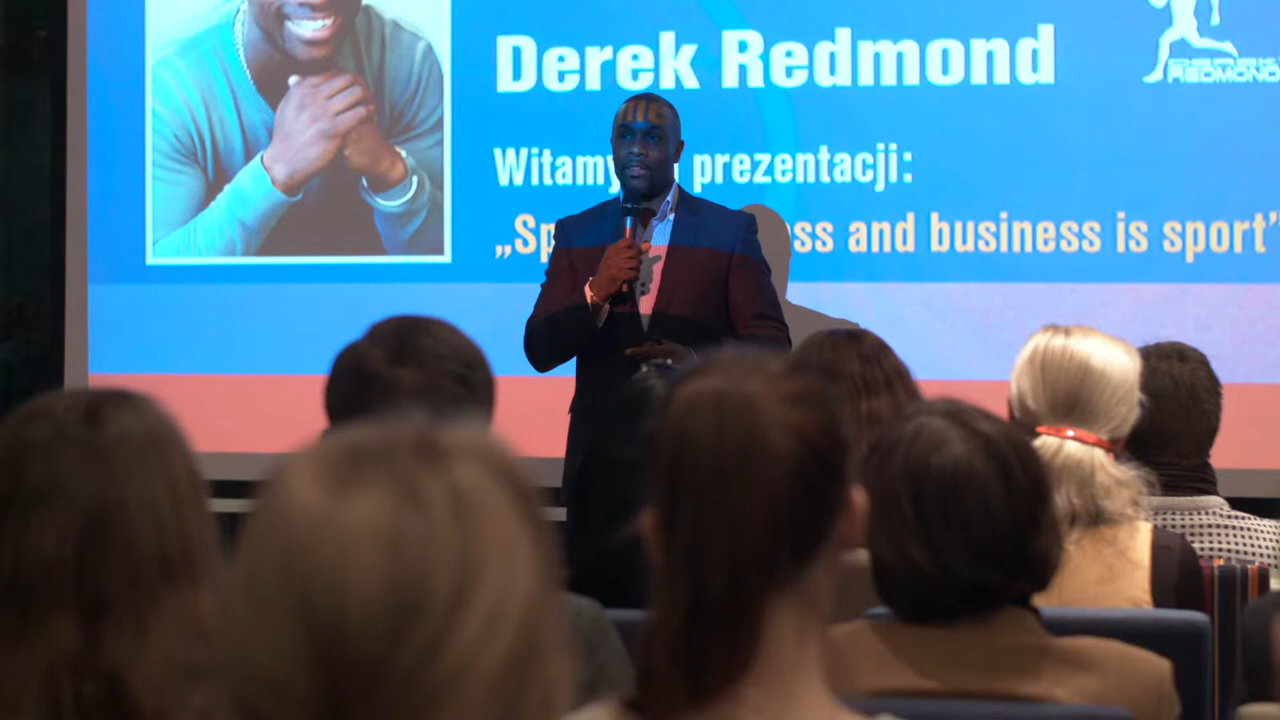 Derek Redmond
REDMOND
Witamy prezentacji:
„Sp ss and business is sport”